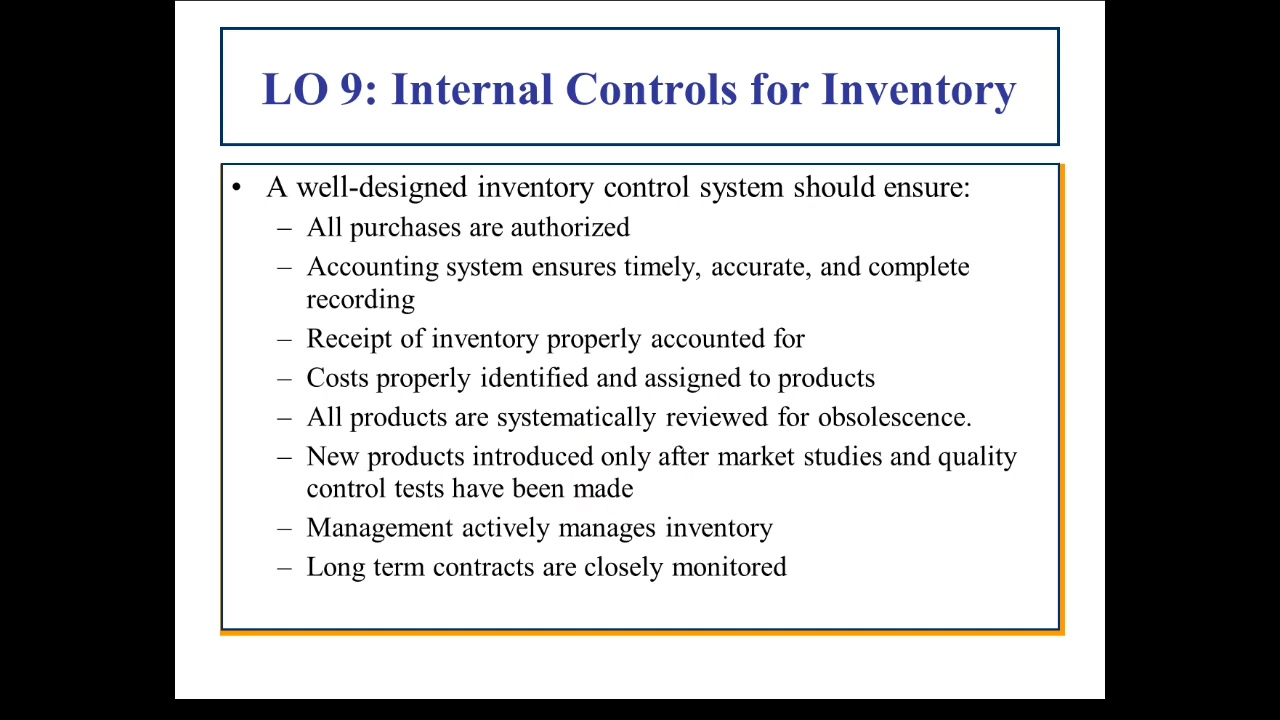 LO 9: Internal Controls for Inventory
• A well-designed inventory control system should ensure:
– All purchases are authorized
– Accounting system ensures timely, accurate, and complete
recording
– Receipt of inventory properly accounted for
– Costs properly identified and assigned to products
– All products are systematically reviewed for obsolescence.
– New products introduced only after market studies and quality
control tests have been made
– Management actively manages inventory
– Long term contracts are closely monitored